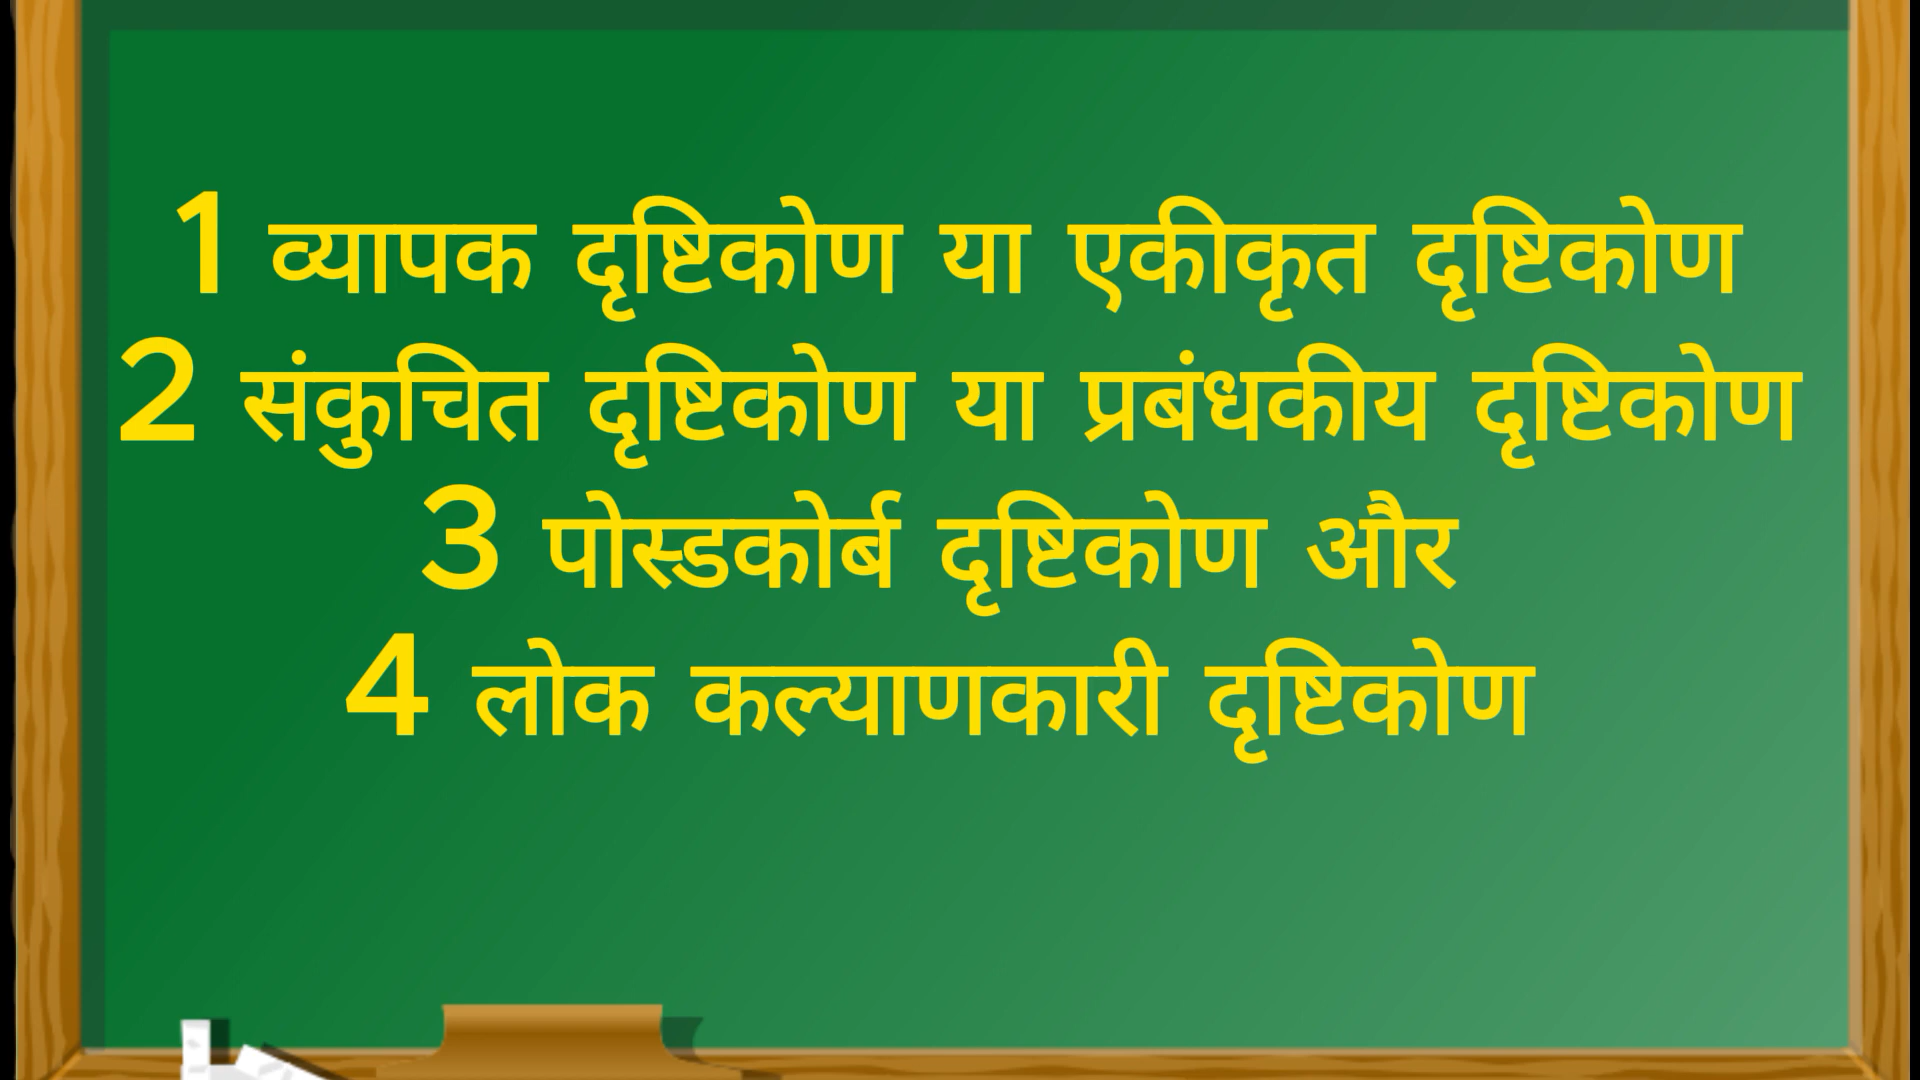 1 व्यापक दृष्टिकोण या एकीकृत दृष्टिकोण
2 संकुचित दृष्टिकोण या प्रबंधकीय दृष्टिकोण
3 पोस्डकोर्ब दृष्टिकोण और
4 लोक कल्याणकारी दृष्टिकोण